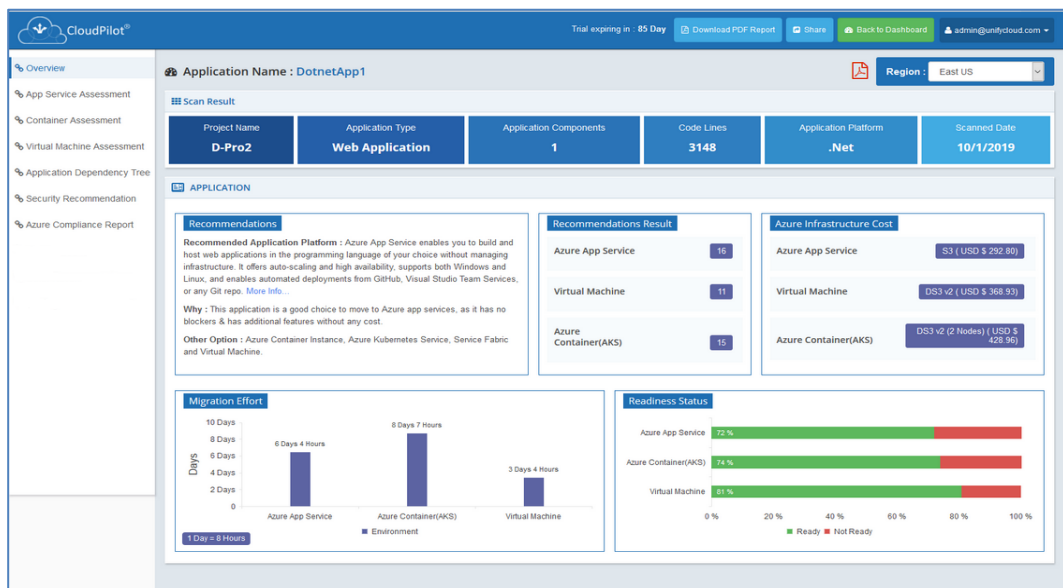 CloudPilot®
Trial expiring in : 85 Day
Download PDF Report
Share
Back to Dashboard
admin@unifycloud.com
Overview
App Service Assessment
Container Assessment
Virtual Machine Assessment
Application Dependency Tree
Security Recommendation
Azure Compliance Report
Application Name : DotnetApp1
Region :
East US
Scan Result
Project Name
D-Pro2
Application Type
Web Application
Application Components
1
Code Lines
3148
Application Platform
.Net
Scanned Date
10/1/2019
APPLICATION
Recommendations
Recommended Application Platform : Azure App Service enables you to build and
host web applications in the programming language of your choice without managing
infrastructure. It offers auto-scaling and high availability, supports both Windows and
Linux, and enables automated deployments from GitHub, Visual Studio Team Services,
or any Git repo. More Info...
Why : This application is a good choice to move to Azure app services, as it has no
blockers & has additional features without any cost.
Other Option : Azure Container Instance, Azure Kubernetes Service, Service Fabric
and Virtual Machine.
Recommendations Result
Azure App Service
16
Virtual Machine
11
Azure
Container(AKS)
15
Azure Infrastructure Cost
Azure App Service
S3 ( USD $ 292.80)
Virtual Machine
DS3 v2 ( USD $ 368.93)
Azure Container(AKS)
DS3 v2 (2 Nodes) ( USD $
428.96)
Migration Effort
Days
10 Days
8 Days
6 Days
4 Days
2 Days
0
6 Days 4 Hours
8 Days 7 Hours
3 Days 4 Hours
Azure App Service
Azure Container(AKS)
Virtual Machine
Environment
1 Day = 8 Hours
Readiness Status
Azure App Service
72 %
Azure Container(AKS)
74 %
Virtual Machine
81 %
0 %
20 %
40 %
60 %
80 %
100 %
Ready
Not Ready